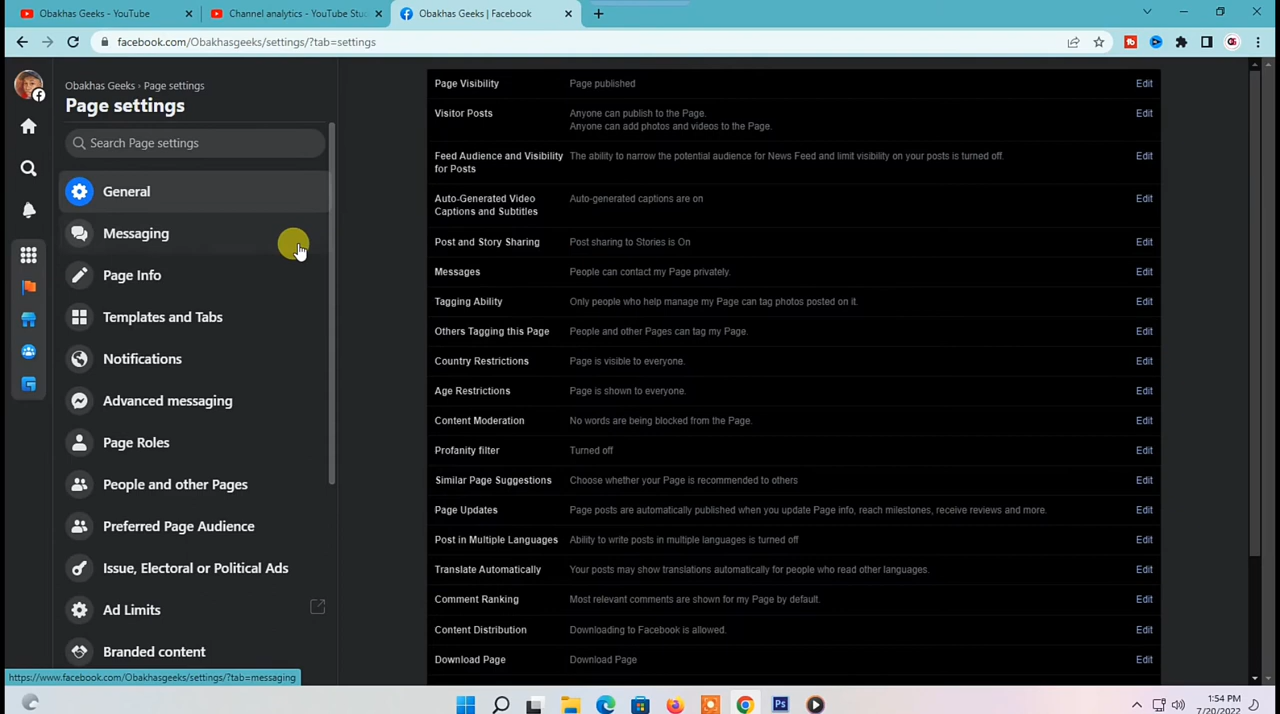 Obakhas Geeks - YouTube
Channel analytics - YouTube Stud
Obakhas Geeks | Facebook
facebook.com/Obakhasgeeks/settings/?tab=settings
Obakhas Geeks › Page settings
Page settings
Search Page settings
General
Messaging
Page Info
Templates and Tabs
Notifications
Advanced messaging
Page Roles
People and other Pages
Preferred Page Audience
Issue, Electoral or Political Ads
Ad Limits
Branded content
Page Visibility Page published Edit
Visitor Posts Anyone can publish to the Page. Edit
Anyone can add photos and videos to the Page.
Feed Audience and Visibility The ability to narrow the potential audience for News Feed and limit visibility on your posts is turned off. Edit
for Posts
Auto-Generated Video Auto-generated captions are on Edit
Captions and Subtitles
Post and Story Sharing Post sharing to Stories is On Edit
Messages People can contact my Page privately. Edit
Tagging Ability Only people who help manage my Page can tag photos posted on it. Edit
Others Tagging this Page People and other Pages can tag my Page. Edit
Country Restrictions Page is visible to everyone. Edit
Age Restrictions Page is shown to everyone. Edit
Content Moderation No words are being blocked from the Page. Edit
Profanity filter Turned off Edit
Similar Page Suggestions Choose whether your Page is recommended to others Edit
Page Updates Page posts are automatically published when you update Page info, reach milestones, receive reviews and more. Edit
Post in Multiple Languages Ability to write posts in multiple languages is turned off Edit
Translate Automatically Your posts may show translations automatically for people who read other languages. Edit
Comment Ranking Most relevant comments are shown for my Page by default. Edit
Content Distribution Downloading to Facebook is allowed. Edit
Download Page Download Page Edit
https://www.facebook.com/Obakhasgeeks/settings/?tab=messaging
Ps
1:54 PM
7/20/2022